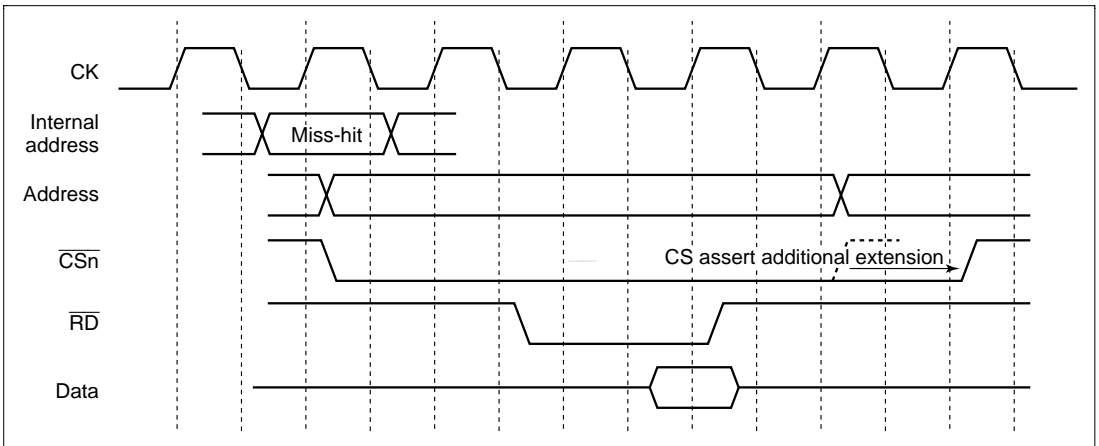 CK
Internal
address
Miss-hit
Address
CSn
CS assert additional extension
RD
Data